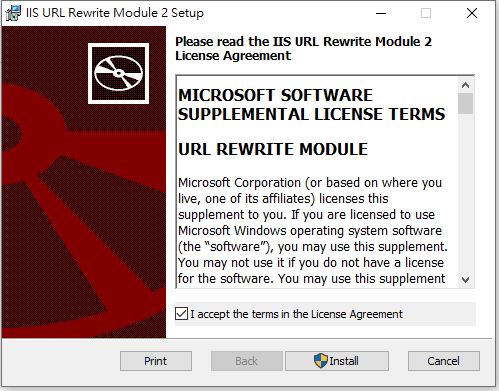 IIS URL Rewrite Module 2 Setup
Please read the IIS URL Rewrite Module 2
License Agreement
MICROSOFT SOFTWARE
SUPPLEMENTAL LICENSE TERMS
URL REWRITE MODULE
Microsoft Corporation (or based on where you
live, one of its affiliates) licenses this
supplement to you. If you are licensed to use
Microsoft Windows operating system software
(the “software”), you may use this supplement.
You may not use it if you do not have a license
for the software. You may use this supplement
I accept the terms in the License Agreement
Print
Back
Install
Cancel